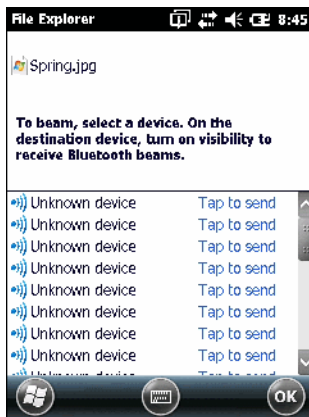 File Explorer 8:45
Spring.jpg
To beam, select a device. On the
destination device, turn on visibility to
receive Bluetooth beams.
Unknown device Tap to send
Unknown device Tap to send
Unknown device Tap to send
Unknown device Tap to send
Unknown device Tap to send
Unknown device Tap to send
Unknown device Tap to send
Unknown device Tap to send
OK